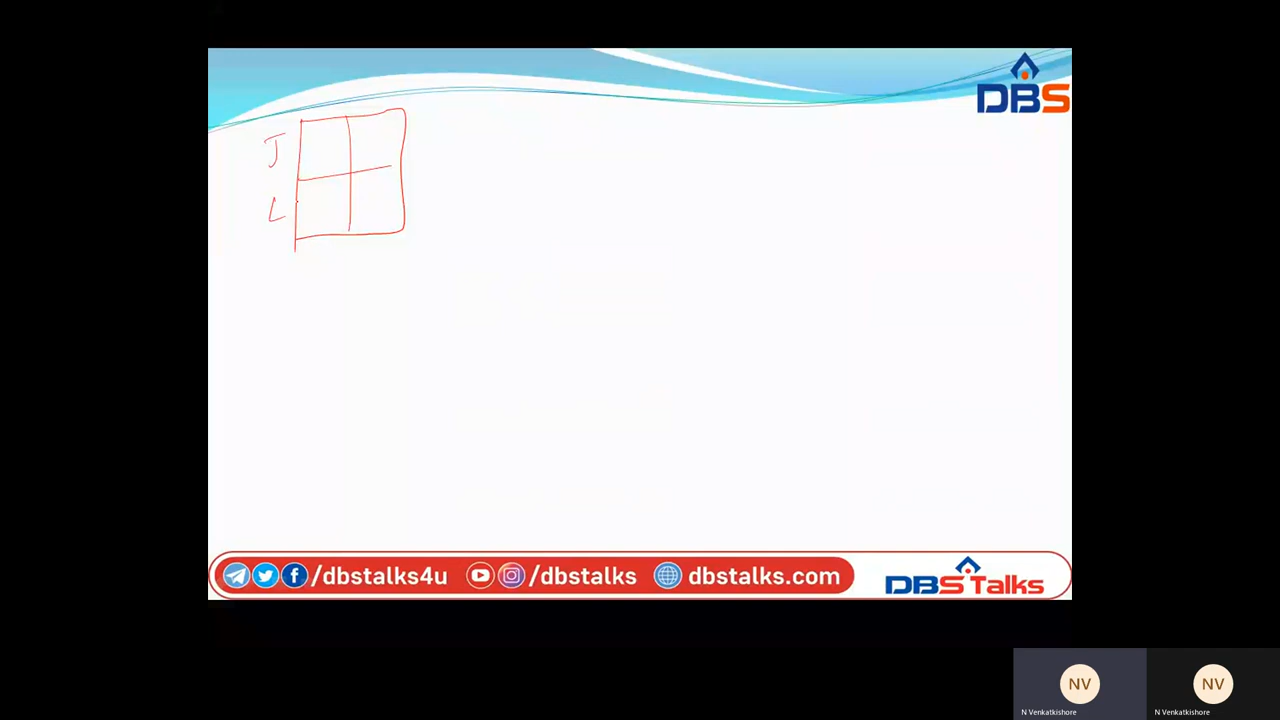 DBS
J
L
/dbstalks4u /dbstalks dbstalks.com DBS Talks
NV NV
N Venkatkishore N Venkatkishore